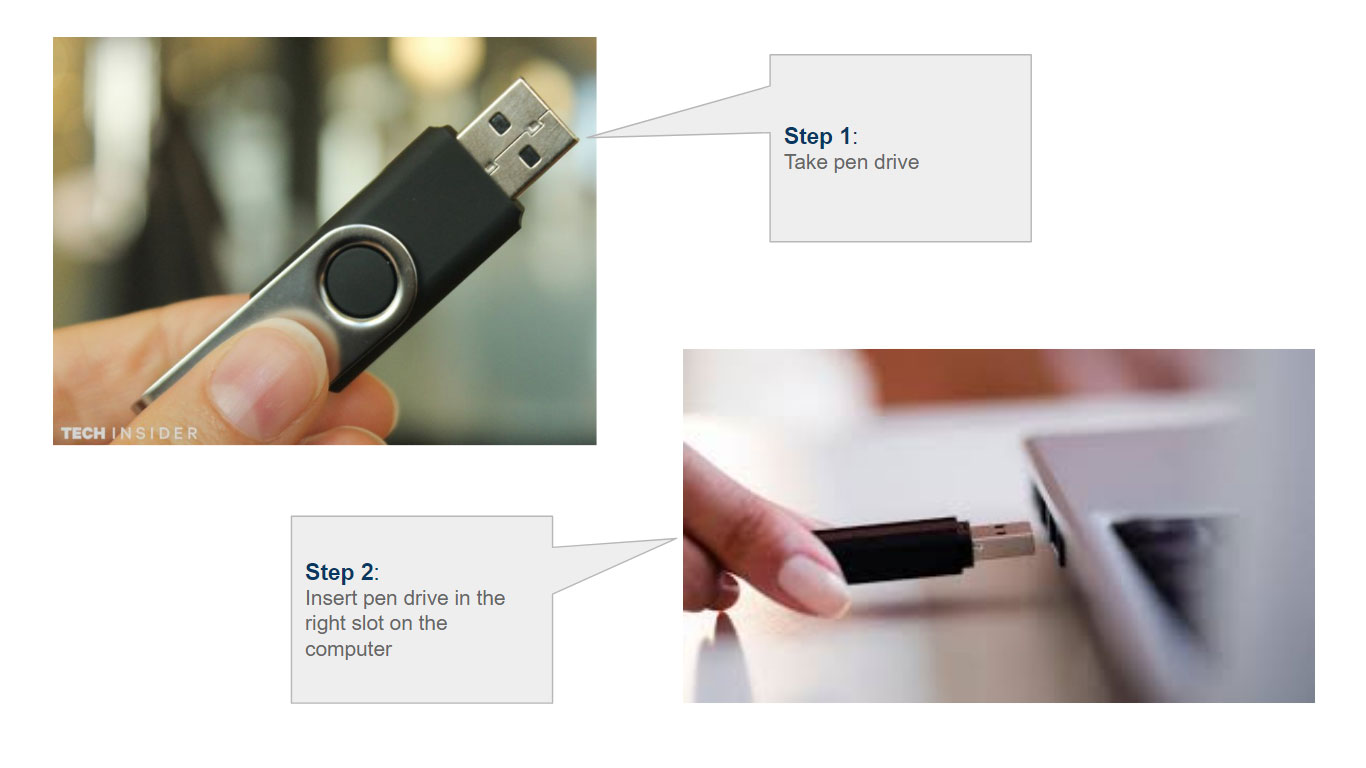 Step 1:
Take pen drive
TECH INSIDER
Step 2:
Insert pen drive in the
right slot on the
computer